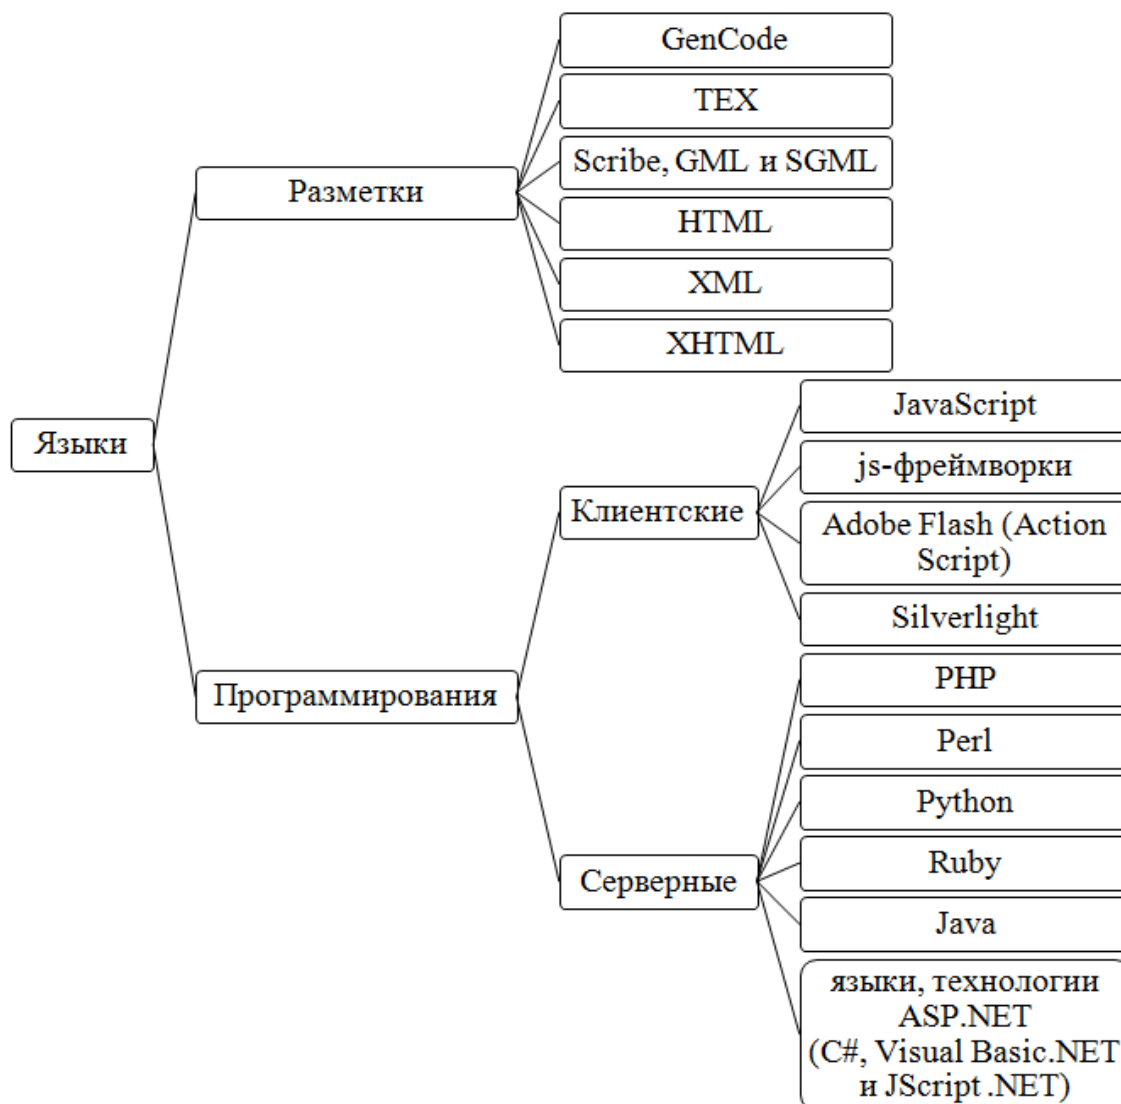 GenCode
TEX
Scribe, GML и SGML
Разметки
HTML
XML
XHTML
JavaScript
Языки
js-фреймворки
Клиентские
Adobe Flash (Action
Script)
Silverlight
PHP
Программирования
Perl
Python
Ruby
Серверные
Java
языки, технологии
ASP.NET
(C#, Visual Basic.NET
и JScript .NET)